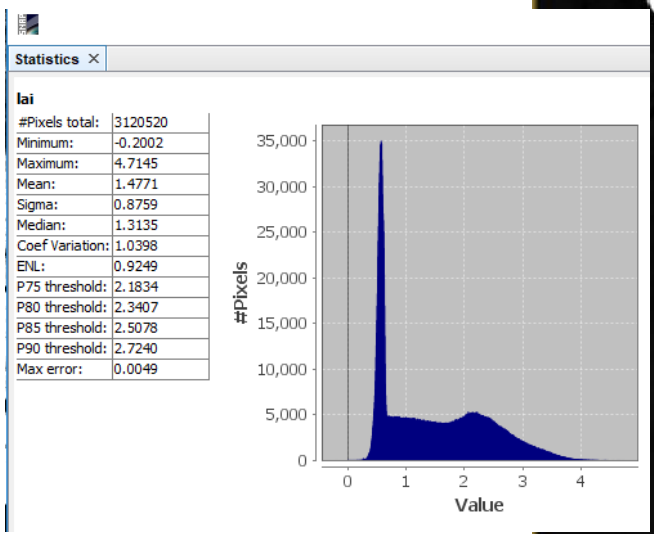 Statistics ×
lai
#Pixels total: 3120520
Minimum: -0.2002
Maximum: 4.7145
Mean: 1.4771
Sigma: 0.8759
Median: 1.3135
Coef Variation: 1.0398
ENL: 0.9249
P75 threshold: 2.1834
P80 threshold: 2.3407
P85 threshold: 2.5078
P90 threshold: 2.7240
Max error: 0.0049
#Pixels
35,000
30,000
25,000
20,000
15,000
10,000
5,000
0
0 1 2 3 4
Value